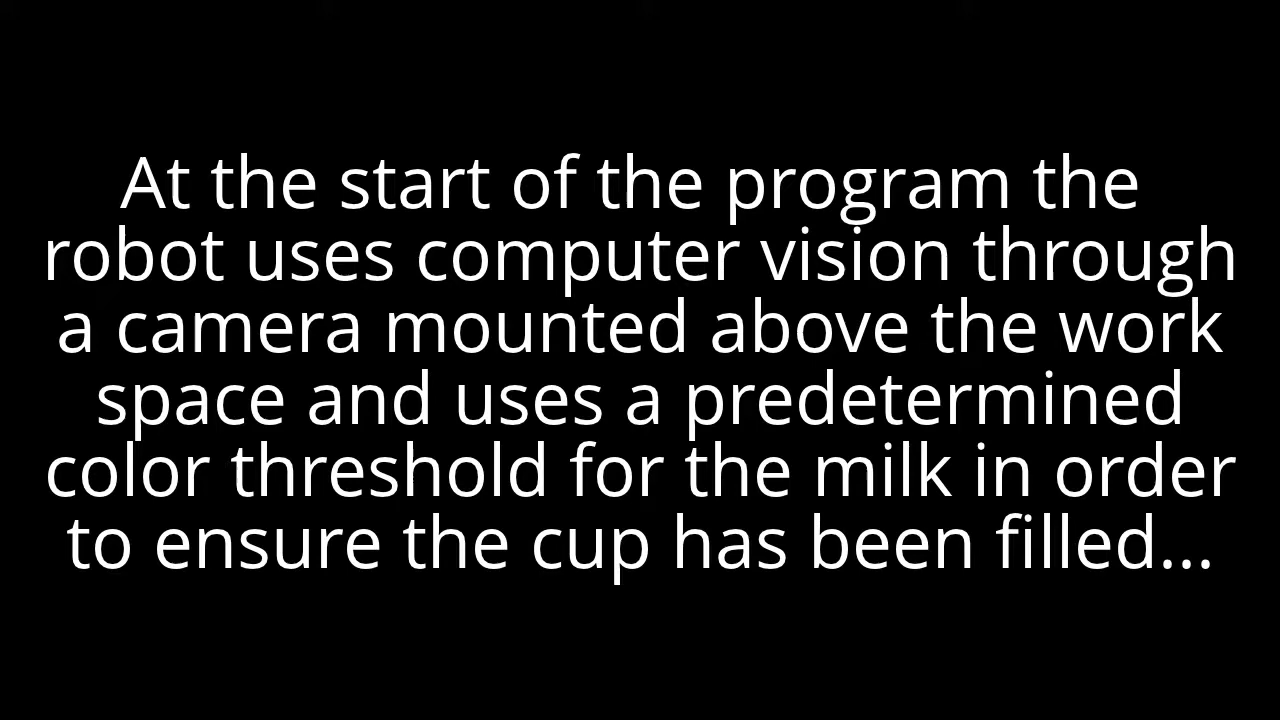 At the start of the program the
robot uses computer vision through
a camera mounted above the work
space and uses a predetermined
color threshold for the milk in order
to ensure the cup has been filled...